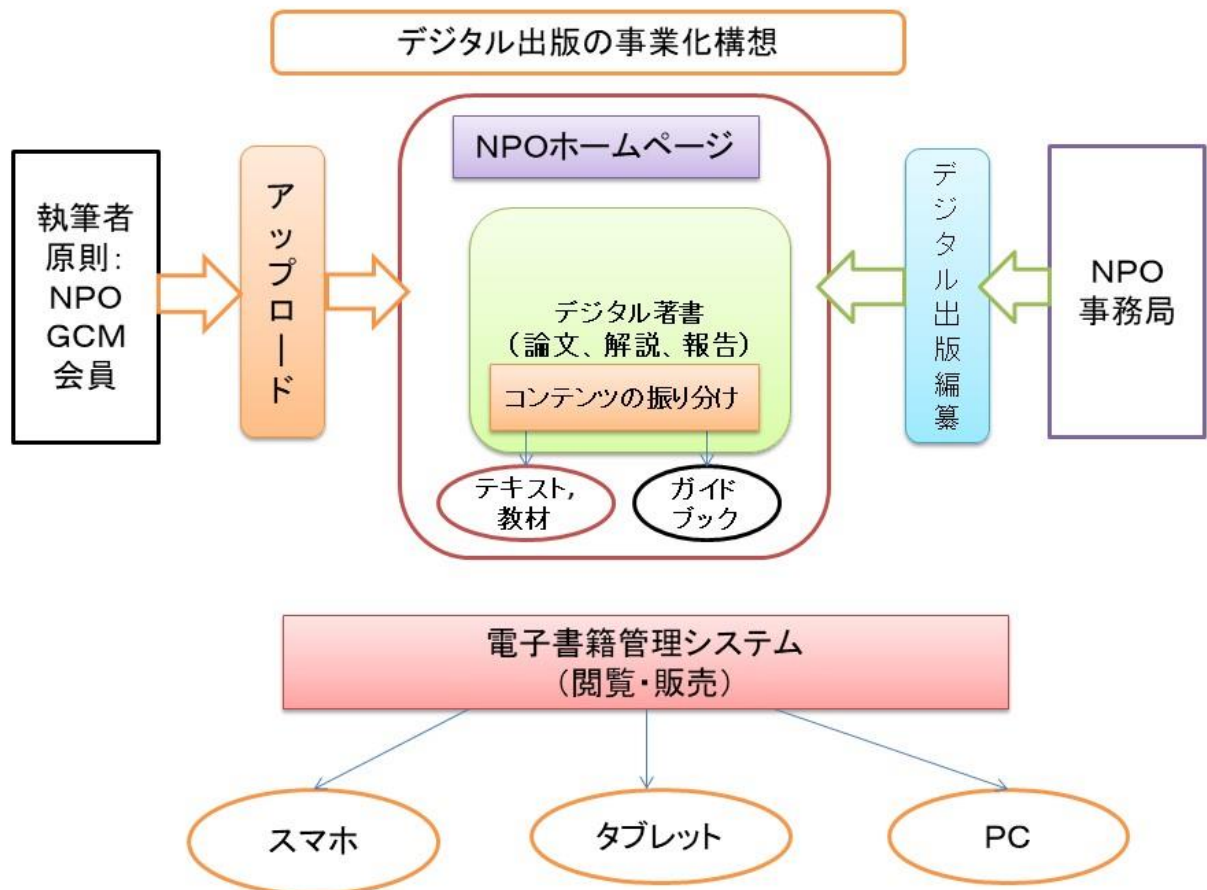 デジタル出版の事業化構想
NPOホームページ
執筆者
原則：
NPO
GCM
会員
アップロード
デジタル著書
（論文、解説、報告）
コンテンツの振り分け
テキスト,
教材
ガイド
ブック
デジタル出版編纂
NPO
事務局
電子書籍管理システム
（閲覧・販売）
スマホ
タブレット
PC